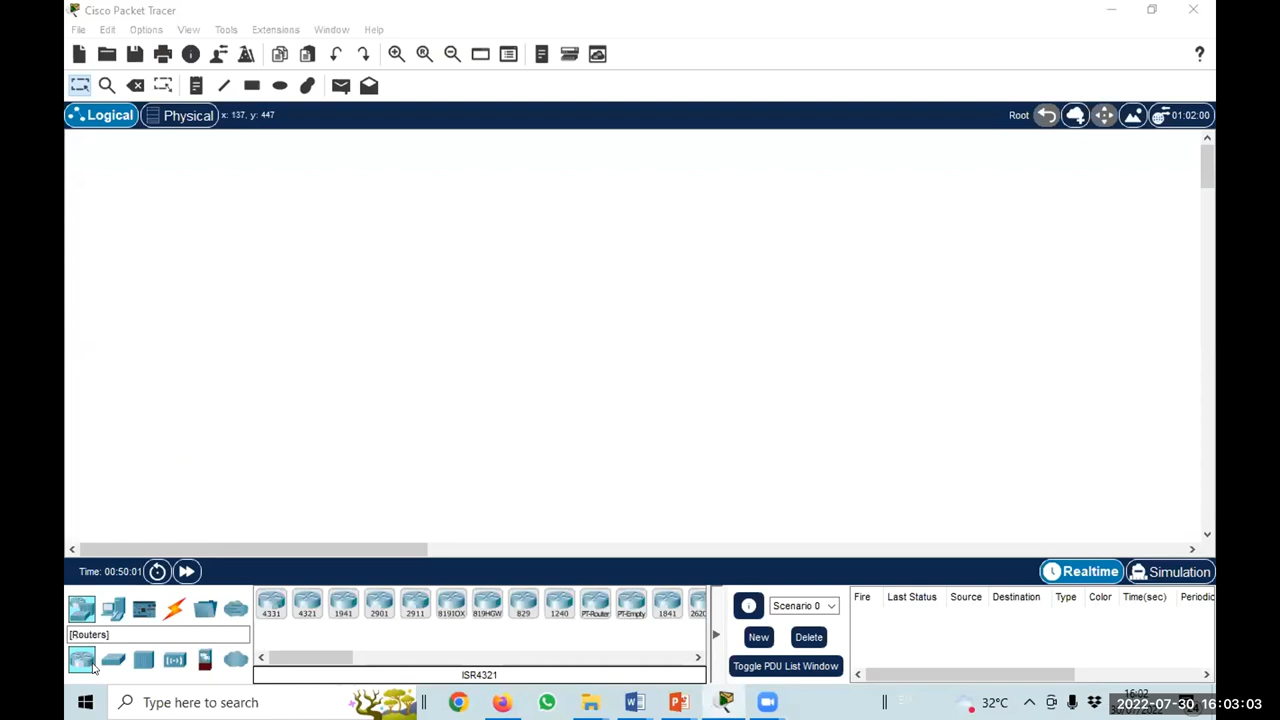 Cisco Packet Tracer
File Edit Options View Tools Extensions Window Help
?
Logical Physical x: 137, y: 447 Root 01:02:00
Time: 00:50:01 Realtime Simulation
4331 4321 1941 2901 2911 819IOX 819HGW 829 1240 PT-Router PT-Empty 1841 2620
[Routers]
ISR4321
Scenario 0
New Delete
Toggle PDU List Window
Fire Last Status Source Destination Type Color Time(sec) Periodic
Type here to search
32°C
16:02
2022-07-30 16:03:03